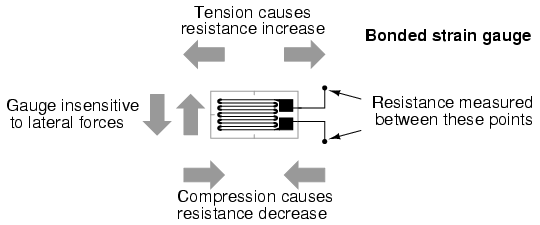 Tension causes
resistance increase
Bonded strain gauge
Gauge insensitive
to lateral forces
Resistance measured
between these points
Compression causes
resistance decrease